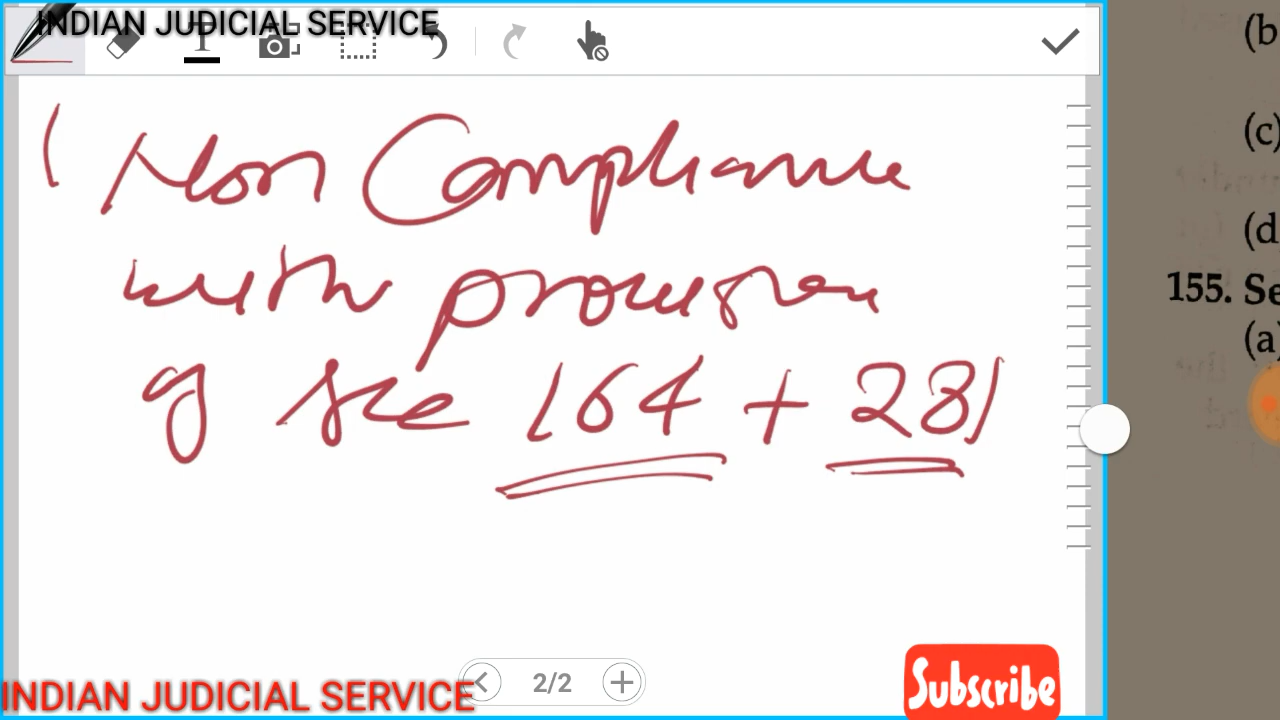 INDIAN JUDICIAL SERVICE
T
( Non Compliance
with provision
of sec 164 + 281
2/2
Subscribe
INDIAN JUDICIAL SERVICE
(b
(c)
(d
155. Se
(a)